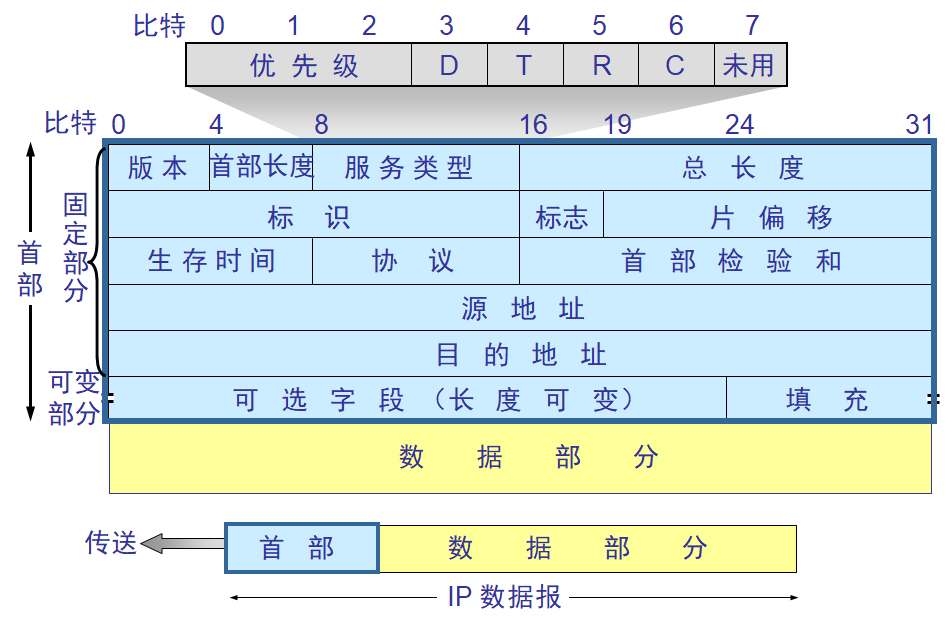 比特 0 1 2 3 4 5 6 7
优先级 D T R C 未用
比特 0 4 8 16 19 24 31
版本 首部长度 服务类型 总长度
标识 标志 片偏移
生存时间 协议 首部检验和
源地址
目的地址
可选字段（长度可变） 填充
数据部分
首部
固定部分
可变部分
传送 首部 数据部分
IP 数据报